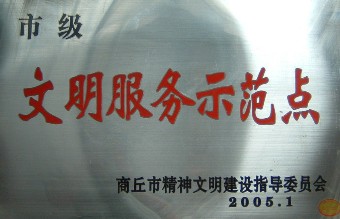 市级
文明服务示范点
商丘市精神文明建设指导委员会
2005.1